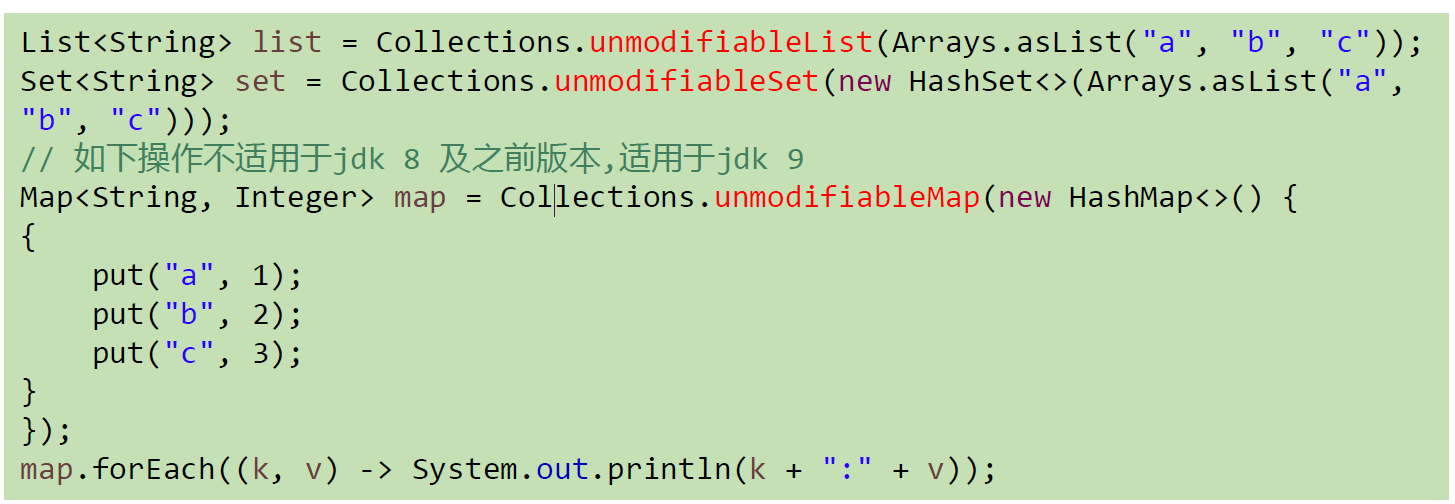 List<String> list = Collections.unmodifiableList(Arrays.asList("a", "b", "c"));
Set<String> set = Collections.unmodifiableSet(new HashSet<>(Arrays.asList("a",
"b", "c")));
// 如下操作不适用于jdk 8 及之前版本,适用于jdk 9
Map<String, Integer> map = Collections.unmodifiableMap(new HashMap<>() {
{
    put("a", 1);
    put("b", 2);
    put("c", 3);
}
});
map.forEach((k, v) -> System.out.println(k + ":" + v));